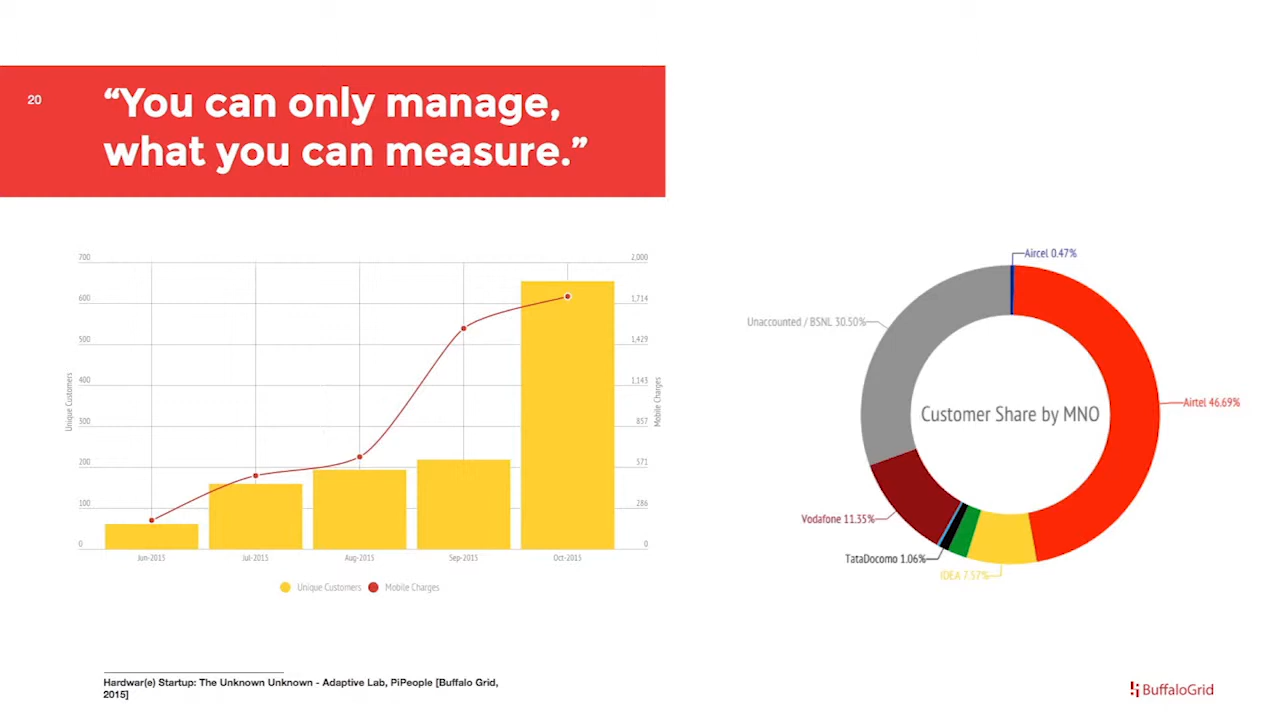 20
“You can only manage,
what you can measure.”
700
600
500
400
300
200
100
0
Unique Customers
2,000
1,714
1,429
1,143
857
571
286
0
Mobile Charges
Jun-2015
Jul-2015
Aug-2015
Sep-2015
Oct-2015
Unique Customers
Mobile Charges
Aircel 0.47%
Unaccounted / BSNL 30.50%
Airtel 46.69%
Customer Share by MNO
Vodafone 11.35%
TataDocomo 1.06%
IDEA 7.57%
Hardwar(e) Startup: The Unknown Unknown - Adaptive Lab, PiPeople [Buffalo Grid,
2015]
BuffaloGrid